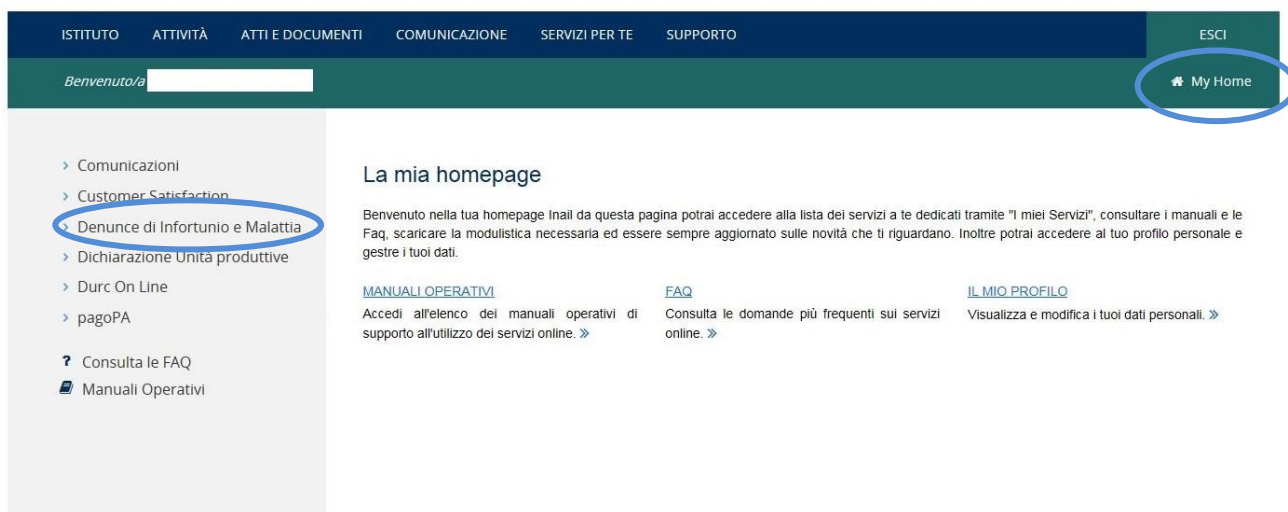 ISTITUTO ATTIVITÀ ATTI E DOCUMENTI COMUNICAZIONE SERVIZI PER TE SUPPORTO ESCI
Benvenuto/a My Home
> Comunicazioni
> Customer Satisfaction
> Denunce di Infortunio e Malattia
> Dichiarazione Unità produttive
> Durc On Line
> pagoPA
? Consulta le FAQ
Manuali Operativi
La mia homepage
Benvenuto nella tua homepage Inail da questa pagina potrai accedere alla lista dei servizi a te dedicati tramite "I miei Servizi", consultare i manuali e le
Faq, scaricare la modulistica necessaria ed essere sempre aggiornato sulle novità che ti riguardano. Inoltre potrai accedere al tuo profilo personale e
gestre i tuoi dati.
MANUALI OPERATIVI
Accedi all'elenco dei manuali operativi di
supporto all'utilizzo dei servizi online. »
FAQ
Consulta le domande più frequenti sui servizi
online. »
IL MIO PROFILO
Visualizza e modifica i tuoi dati personali. »